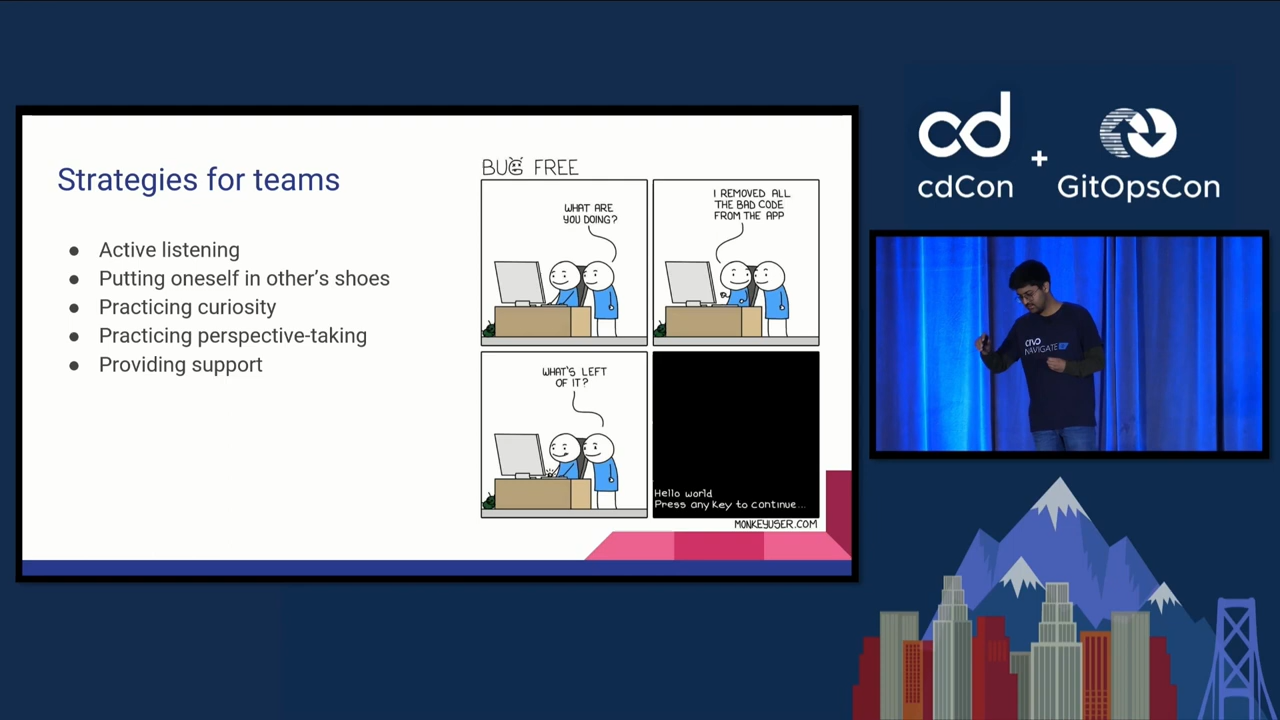 Strategies for teams
● Active listening
● Putting oneself in other's shoes
● Practicing curiosity
● Practicing perspective-taking
● Providing support
BUG FREE
WHAT ARE
YOU DOING?
I REMOVED ALL
THE BAD CODE
FROM THE APP
WHAT'S LEFT
OF IT?
Hello world
Press any key to continue...
MONKEYUSER.COM
cd
cdCon
+
GitOpsCon
CIVO
NAVIGATE